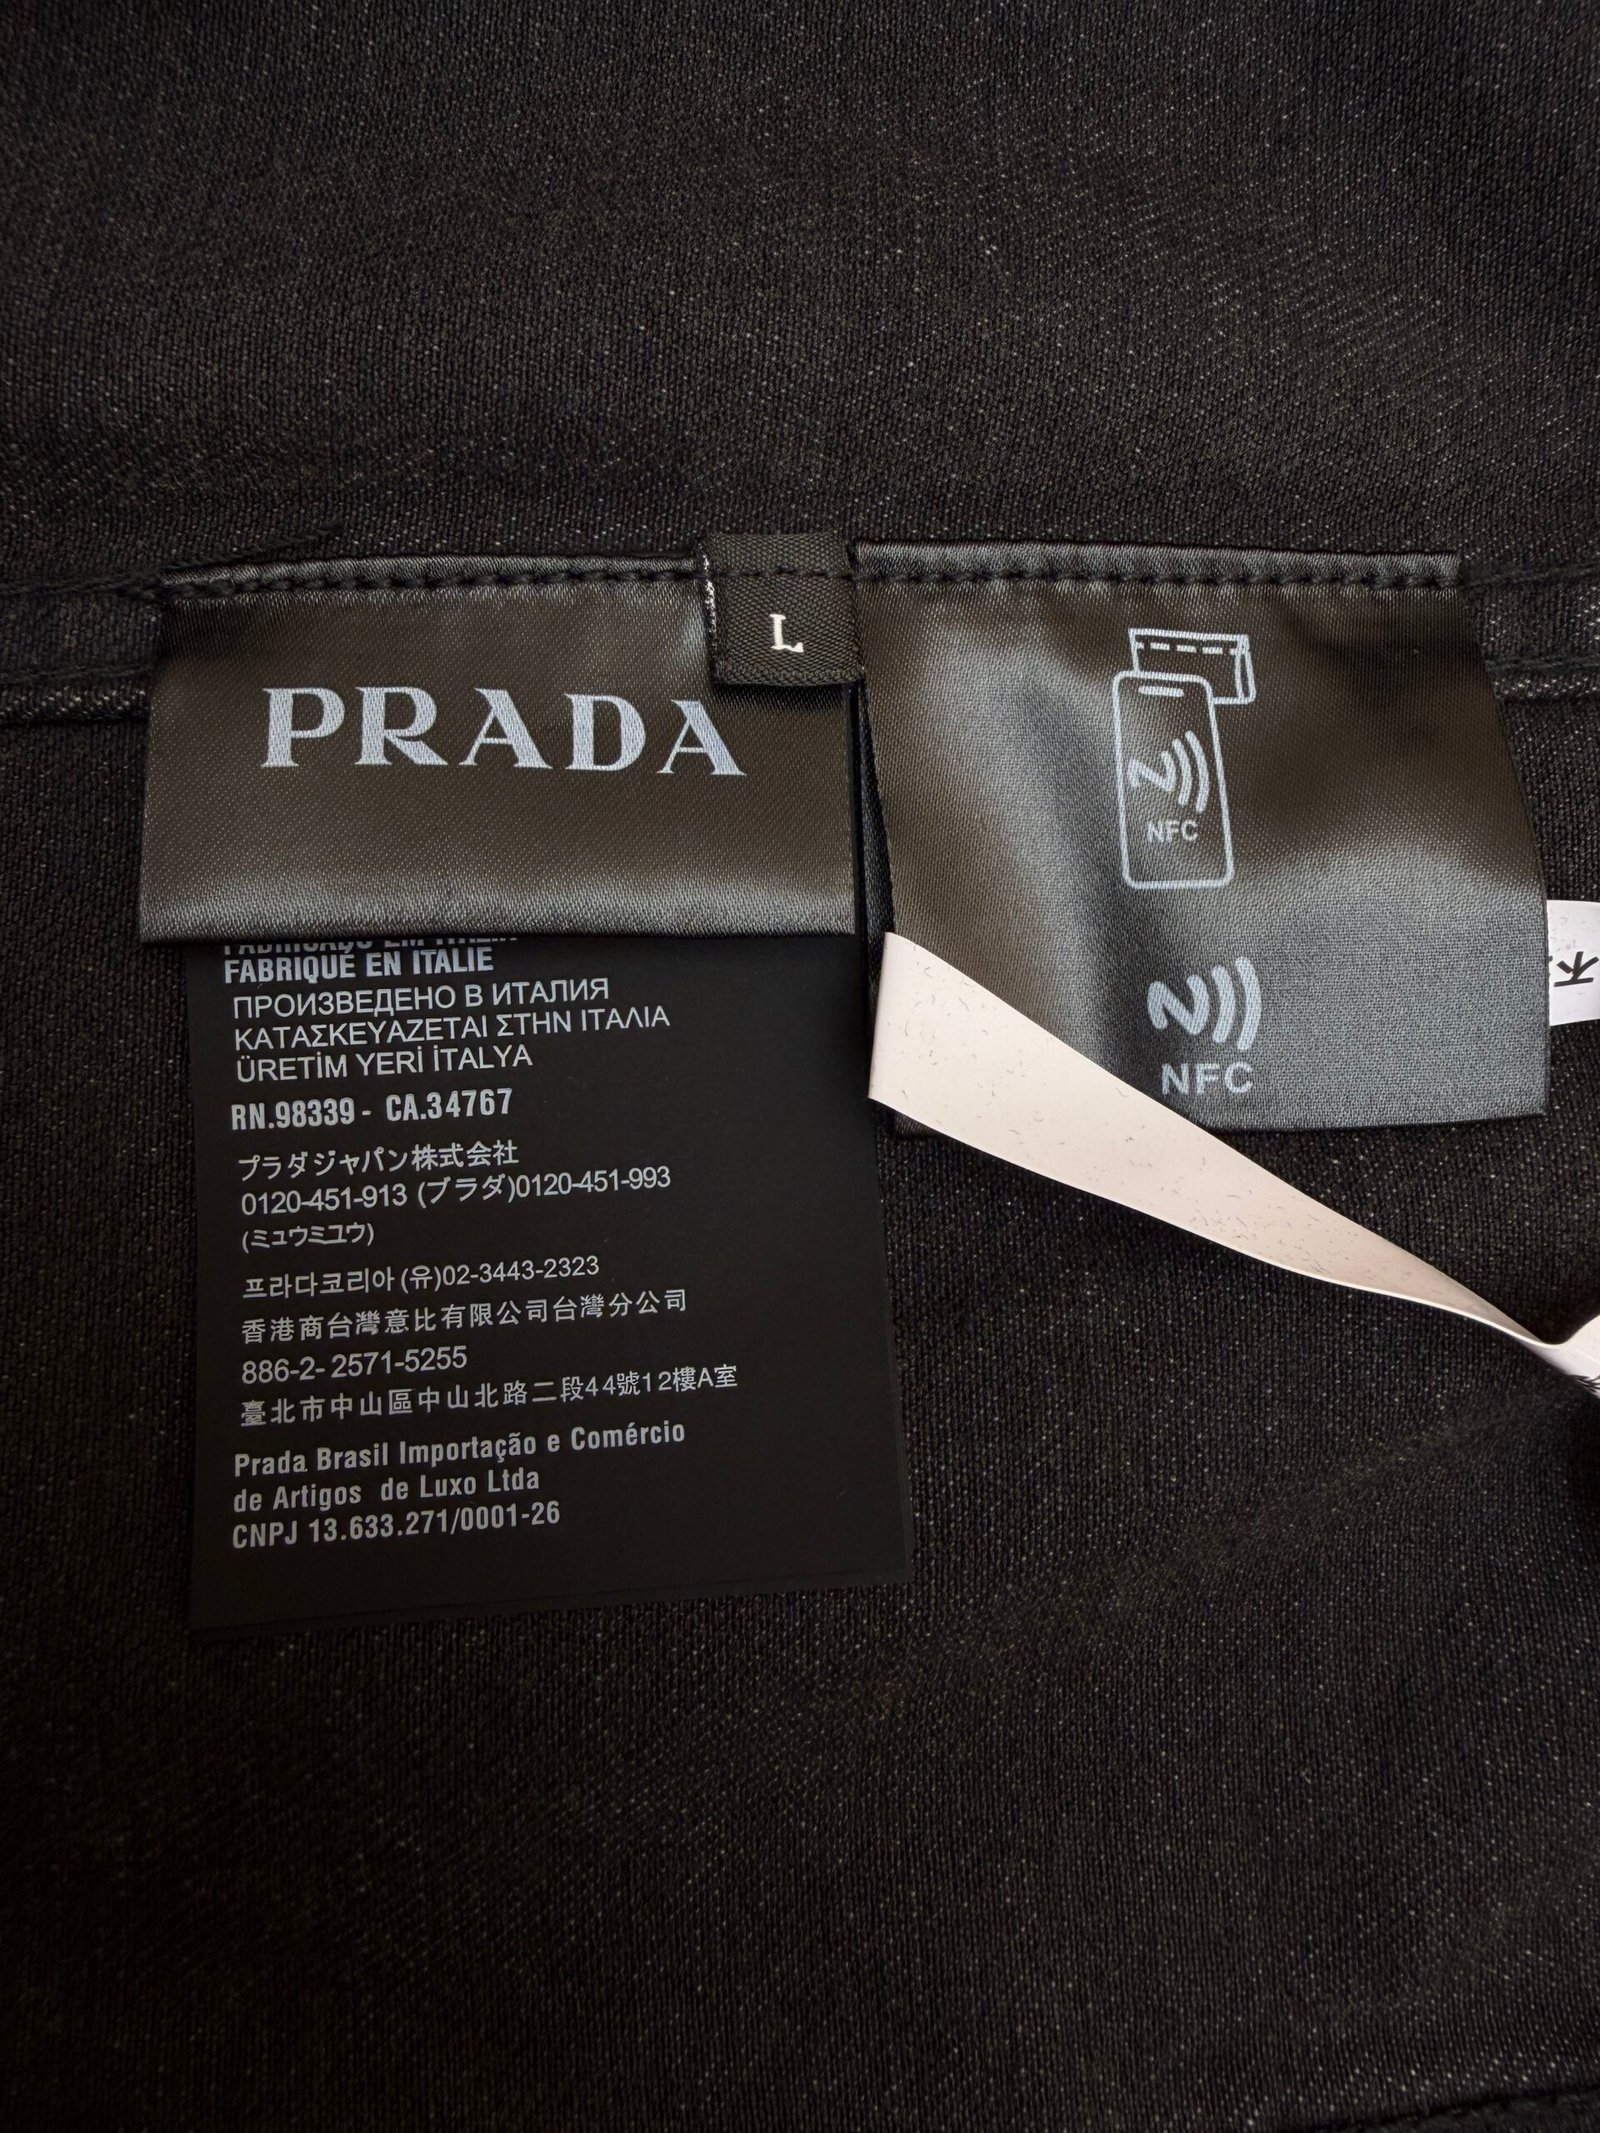 PRADA
L
NFC
NFC
FABRICADO EM ITALIA
FABRIQUÉ EN ITALIE
ПРОИЗВЕДЕНО В ИТАЛИЯ
ΚΑΤΑΣΚΕΥΑΖΕΤΑΙ ΣΤΗΝ ΙΤΑΛΙΑ
ÜRETİM YERİ İTALYA
RN.98339 - CA.34767
プラダジャパン株式会社
0120-451-913 (プラダ)0120-451-993
(ミュウミュウ)
프라다코리아 (유)02-3443-2323
香港商台灣意比有限公司台灣分公司
886-2- 2571-5255
臺北市中山區中山北路二段44號12樓A室
Prada Brasil Importação e Comércio
de Artigos de Luxo Ltda
CNPJ 13.633.271/0001-26
不